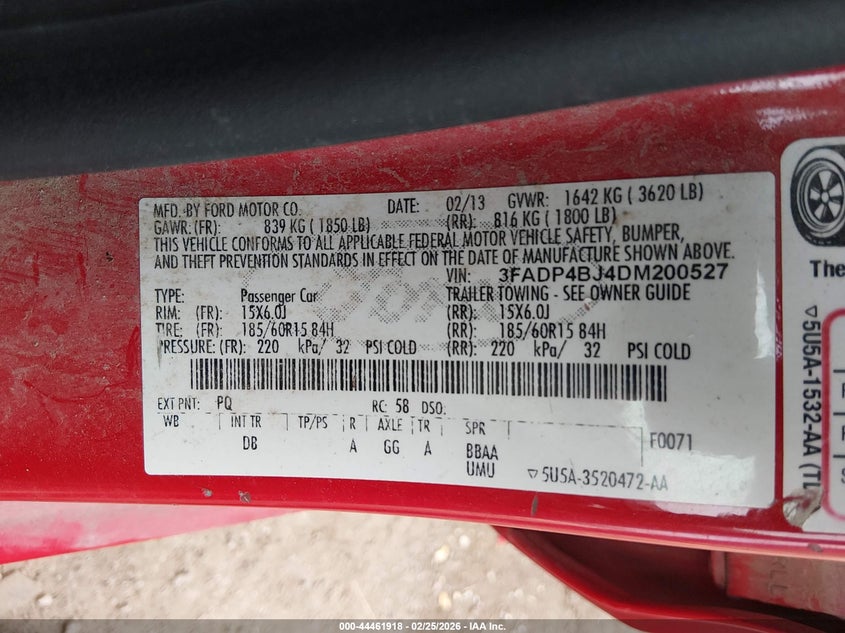 MFD. BY FORD MOTOR CO. DATE: 02/13 GVWR: 1642 KG ( 3620 LB)
GAWR: (FR): 839 KG ( 1850 LB) (RR): 816 KG ( 1800 LB)
THIS VEHICLE CONFORMS TO ALL APPLICABLE FEDERAL MOTOR VEHICLE SAFETY, BUMPER,
AND THEFT PREVENTION STANDARDS IN EFFECT ON THE DATE OF MANUFACTURE SHOWN ABOVE.
VIN: 3FADP4BJ4DM200527
TYPE: Passenger Car TRAILER TOWING - SEE OWNER GUIDE
RIM: (FR): 15X6.0J (RR): 15X6.0J
TIRE: (FR): 185/60R15 84H (RR): 185/60R15 84H
PRESSURE: (FR): 220 kPa/ 32 PSI COLD (RR): 220 kPa/ 32 PSI COLD
EXT PNT: PQ RC: 58 DSO:
WB INT TR TP/PS R AXLE TR SPR F0071
DB A GG A BBAA
UMU ▽5U5A-3520472-AA
The
▽5U5A-1532-AA (TL
000-44461918 - 02/25/2026 - IAA Inc.